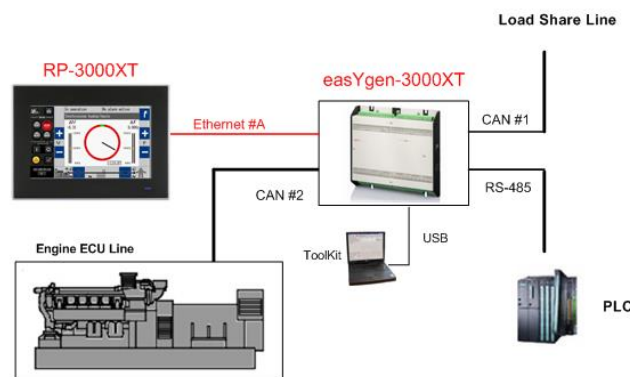 Load Share Line
RP-3000XT
easYgen-3000XT
Ethernet #A
CAN #1
CAN #2
RS-485
Engine ECU Line
ToolKit
USB
PLC